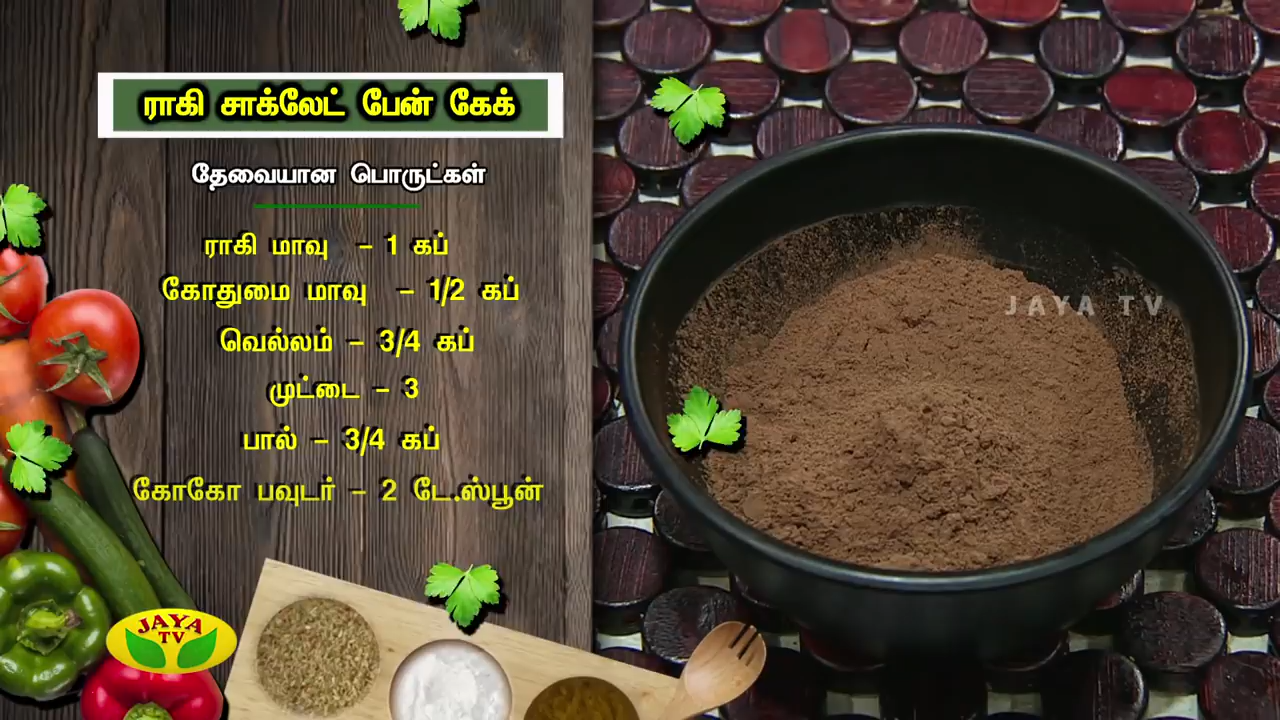 ராகி சாக்லேட் பேன் கேக்
தேவையான பொருட்கள்
ராகி மாவு - 1 கப்
கோதுமை மாவு - 1/2 கப்
வெல்லம் - 3/4 கப்
முட்டை - 3
பால் - 3/4 கப்
கோகோ பவுடர் - 2 டே.ஸ்பூன்
JAYA TV
JAYA
TV